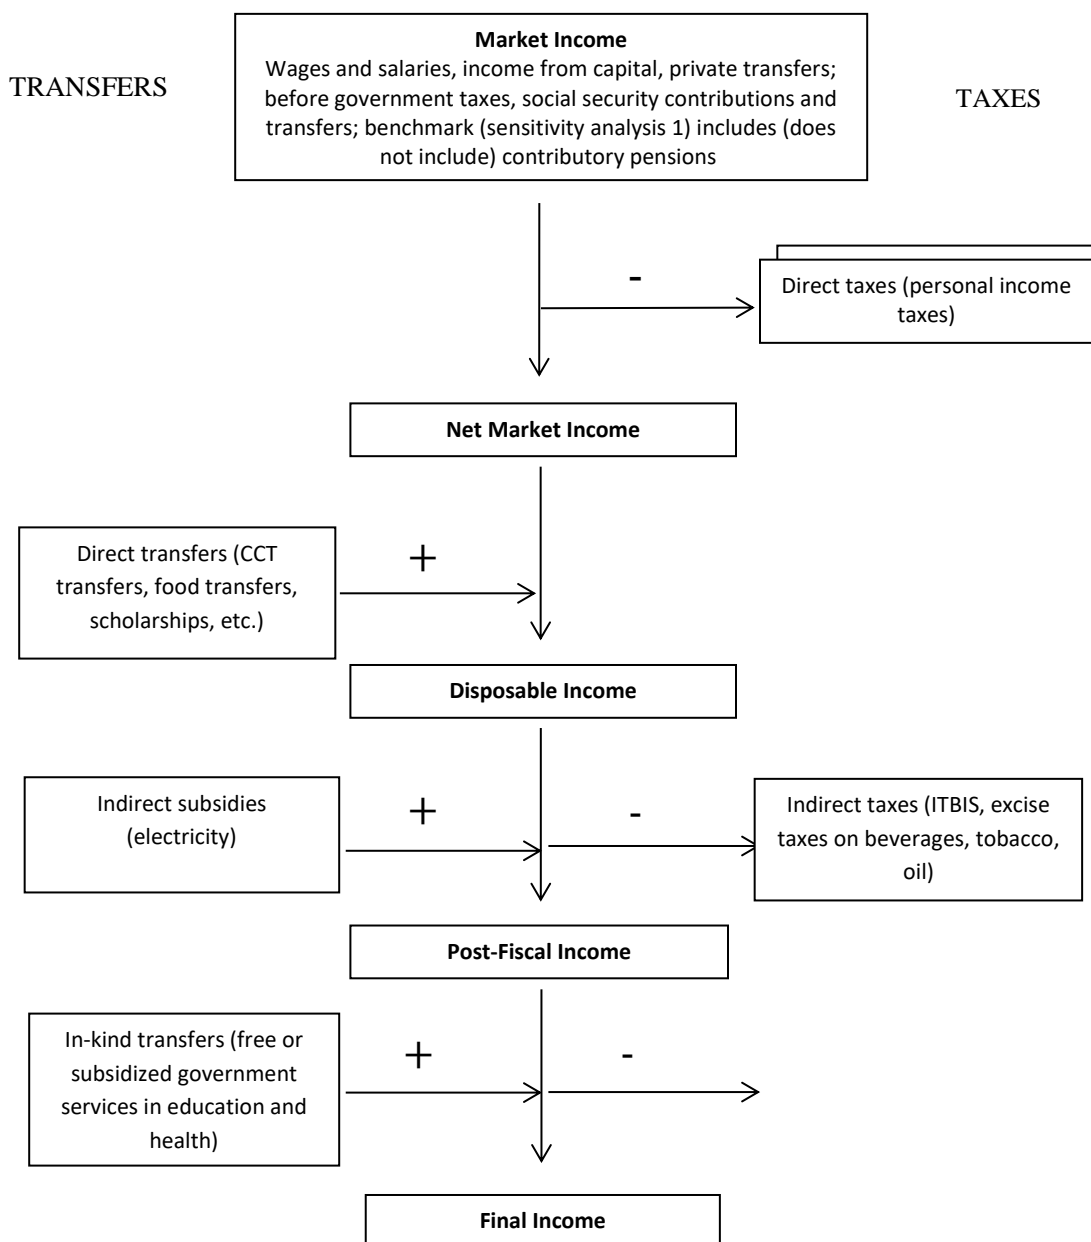 Market Income
Wages and salaries, income from capital, private transfers;
before government taxes, social security contributions and
transfers; benchmark (sensitivity analysis 1) includes (does
not include) contributory pensions
TRANSFERS
TAXES
-
Direct taxes (personal income
taxes)
Net Market Income
Direct transfers (CCT
transfers, food transfers,
scholarships, etc.)
+
Disposable Income
Indirect subsidies
(electricity)
+
-
Indirect taxes (ITBIS, excise
taxes on beverages, tobacco,
oil)
Post-Fiscal Income
In-kind transfers (free or
subsidized government
services in education and
health)
+
-
Final Income